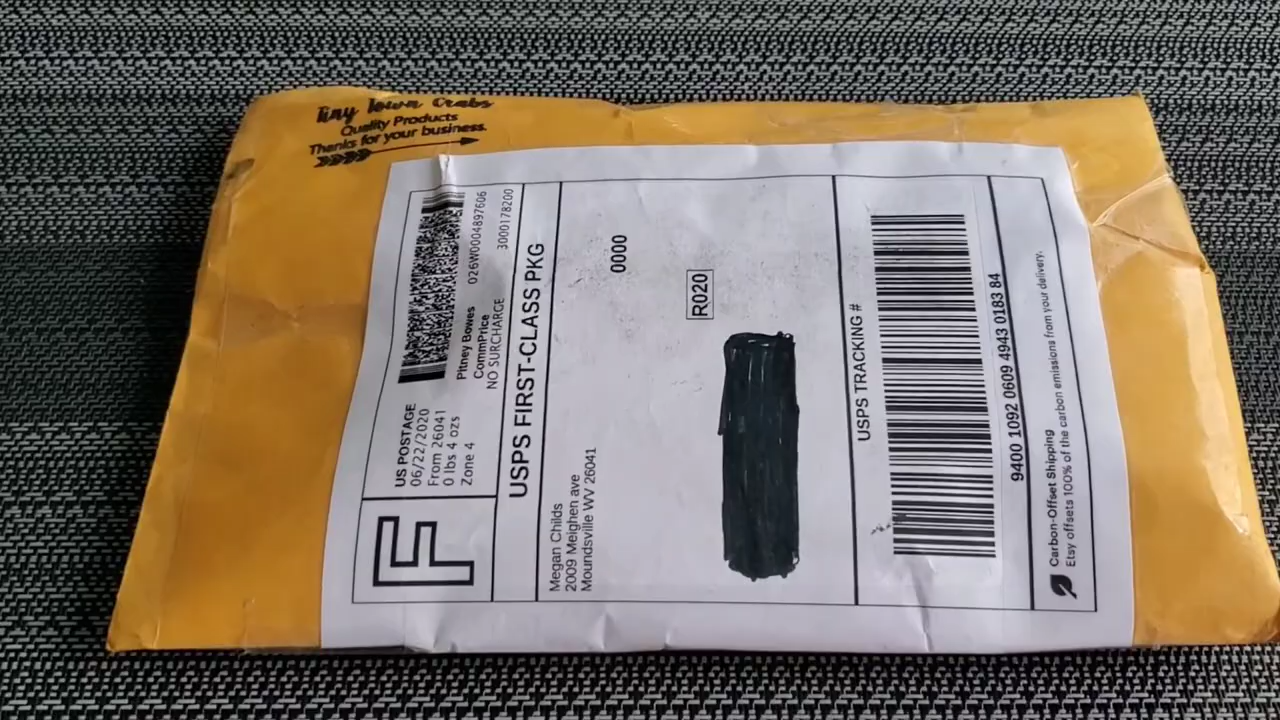 Tiny Town Crabs
Quality Products
Thanks for your business.
US POSTAGE
06/22/2020
From 26041
0 lbs 4 ozs
Zone 4
Pitney Bowes
CommPrice
NO SURCHARGE
026W0004897606
3000178200
F
USPS FIRST-CLASS PKG
Megan Childs
2009 Meighen ave
Moundsville WV 26041
0000
R020
USPS TRACKING #
9400 1092 0609 4943 0183 84
Carbon-Offset Shipping
Etsy offsets 100% of the carbon emissions from your delivery.